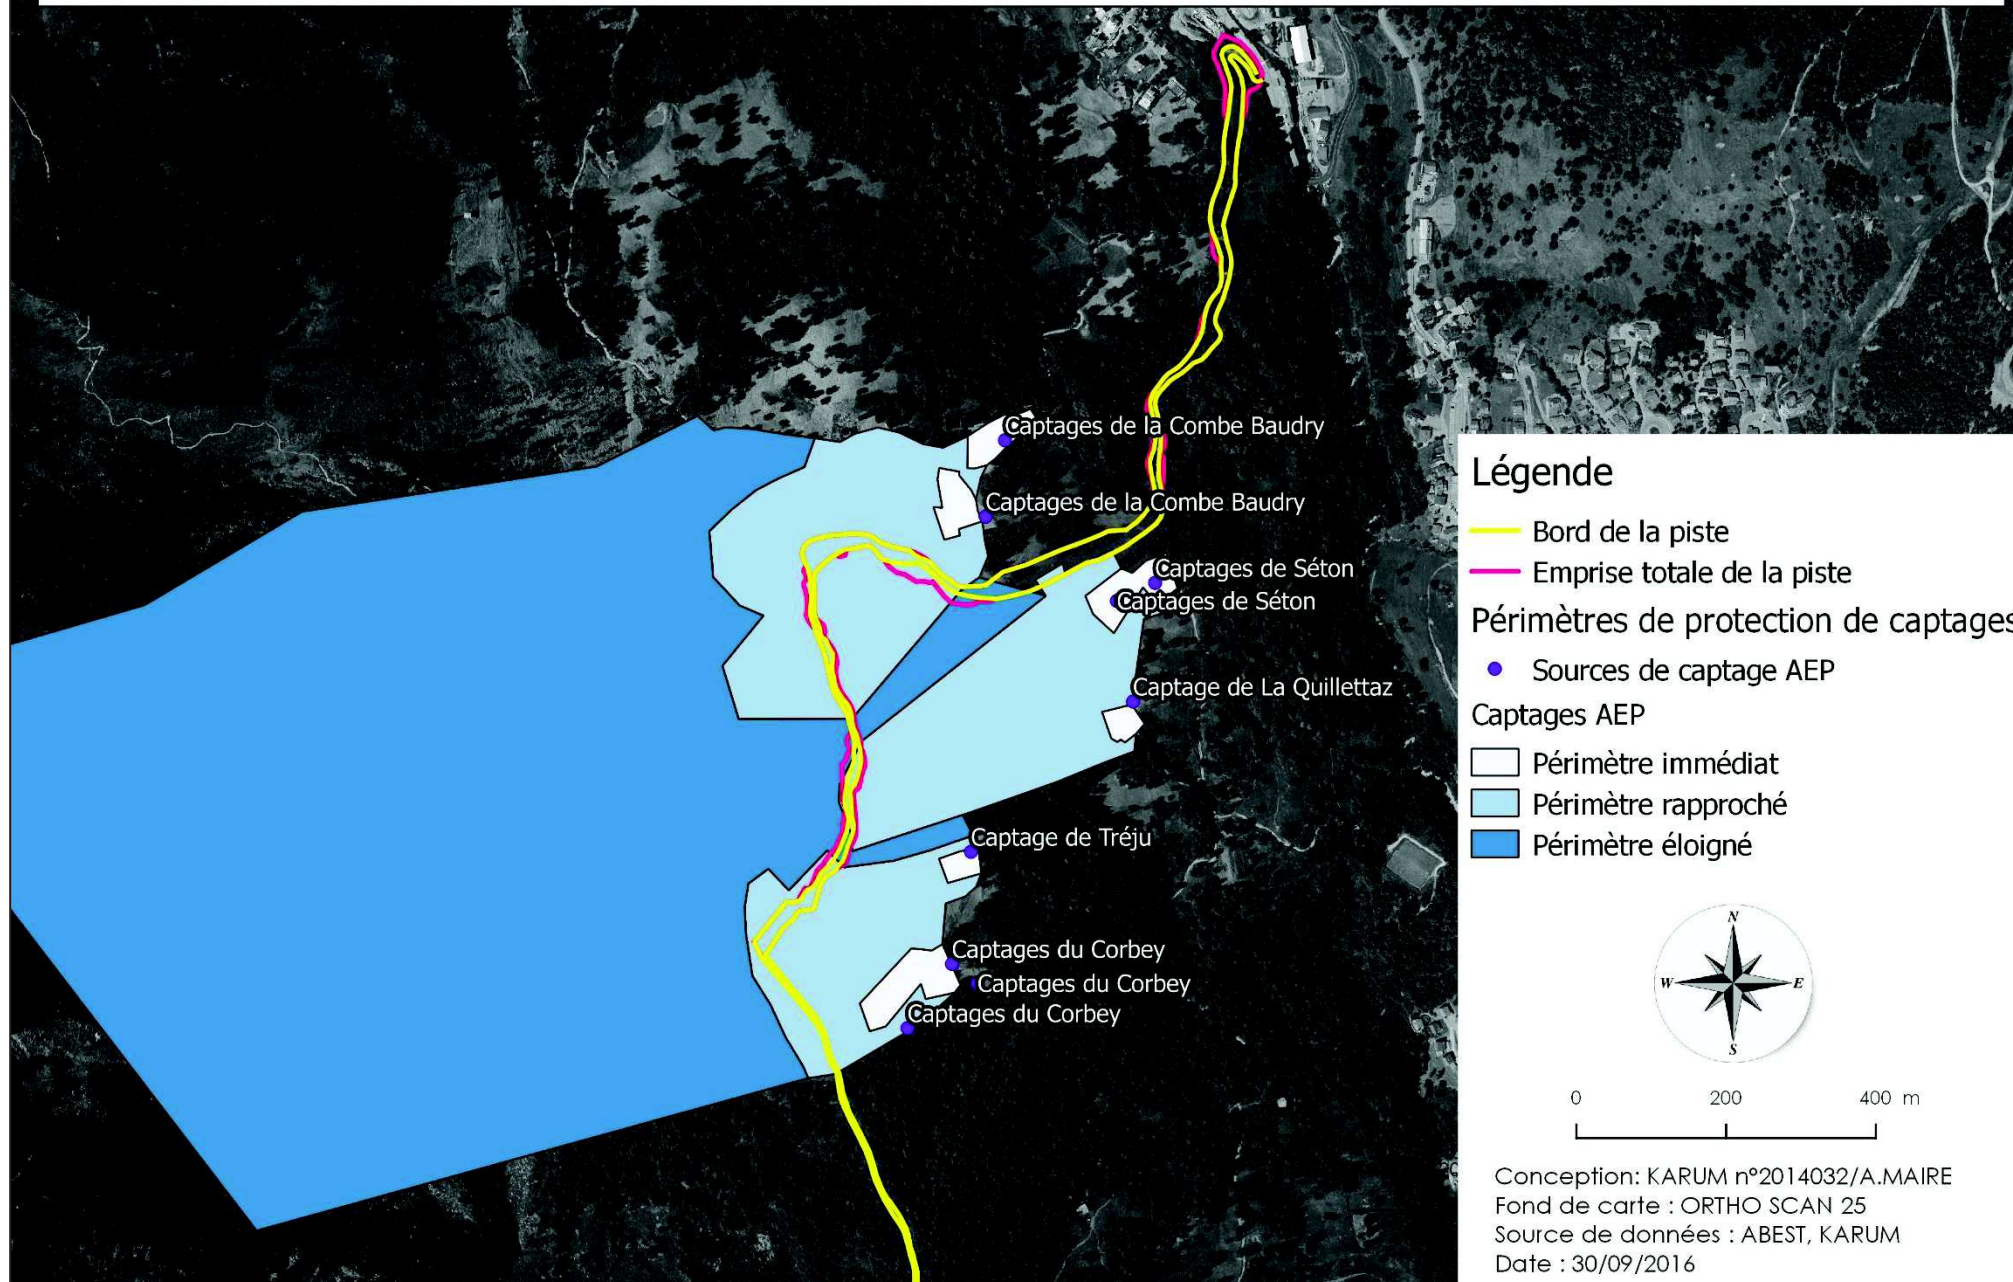 Captages de la Combe Baudry
Captages de la Combe Baudry
Captages de Séton
Captages de Séton
Captage de La Quillettaz
Captage de Tréju
Captages du Corbey
Captages du Corbey
Captages du Corbey
Légende
Bord de la piste
Emprise totale de la piste
Périmètres de protection de captages
Sources de captage AEP
Captages AEP
Périmètre immédiat
Périmètre rapproché
Périmètre éloigné
N
W E
S
0 200 400 m
Conception: KARUM n°2014032/A.MAIRE
Fond de carte : ORTHO SCAN 25
Source de données : ABEST, KARUM
Date : 30/09/2016